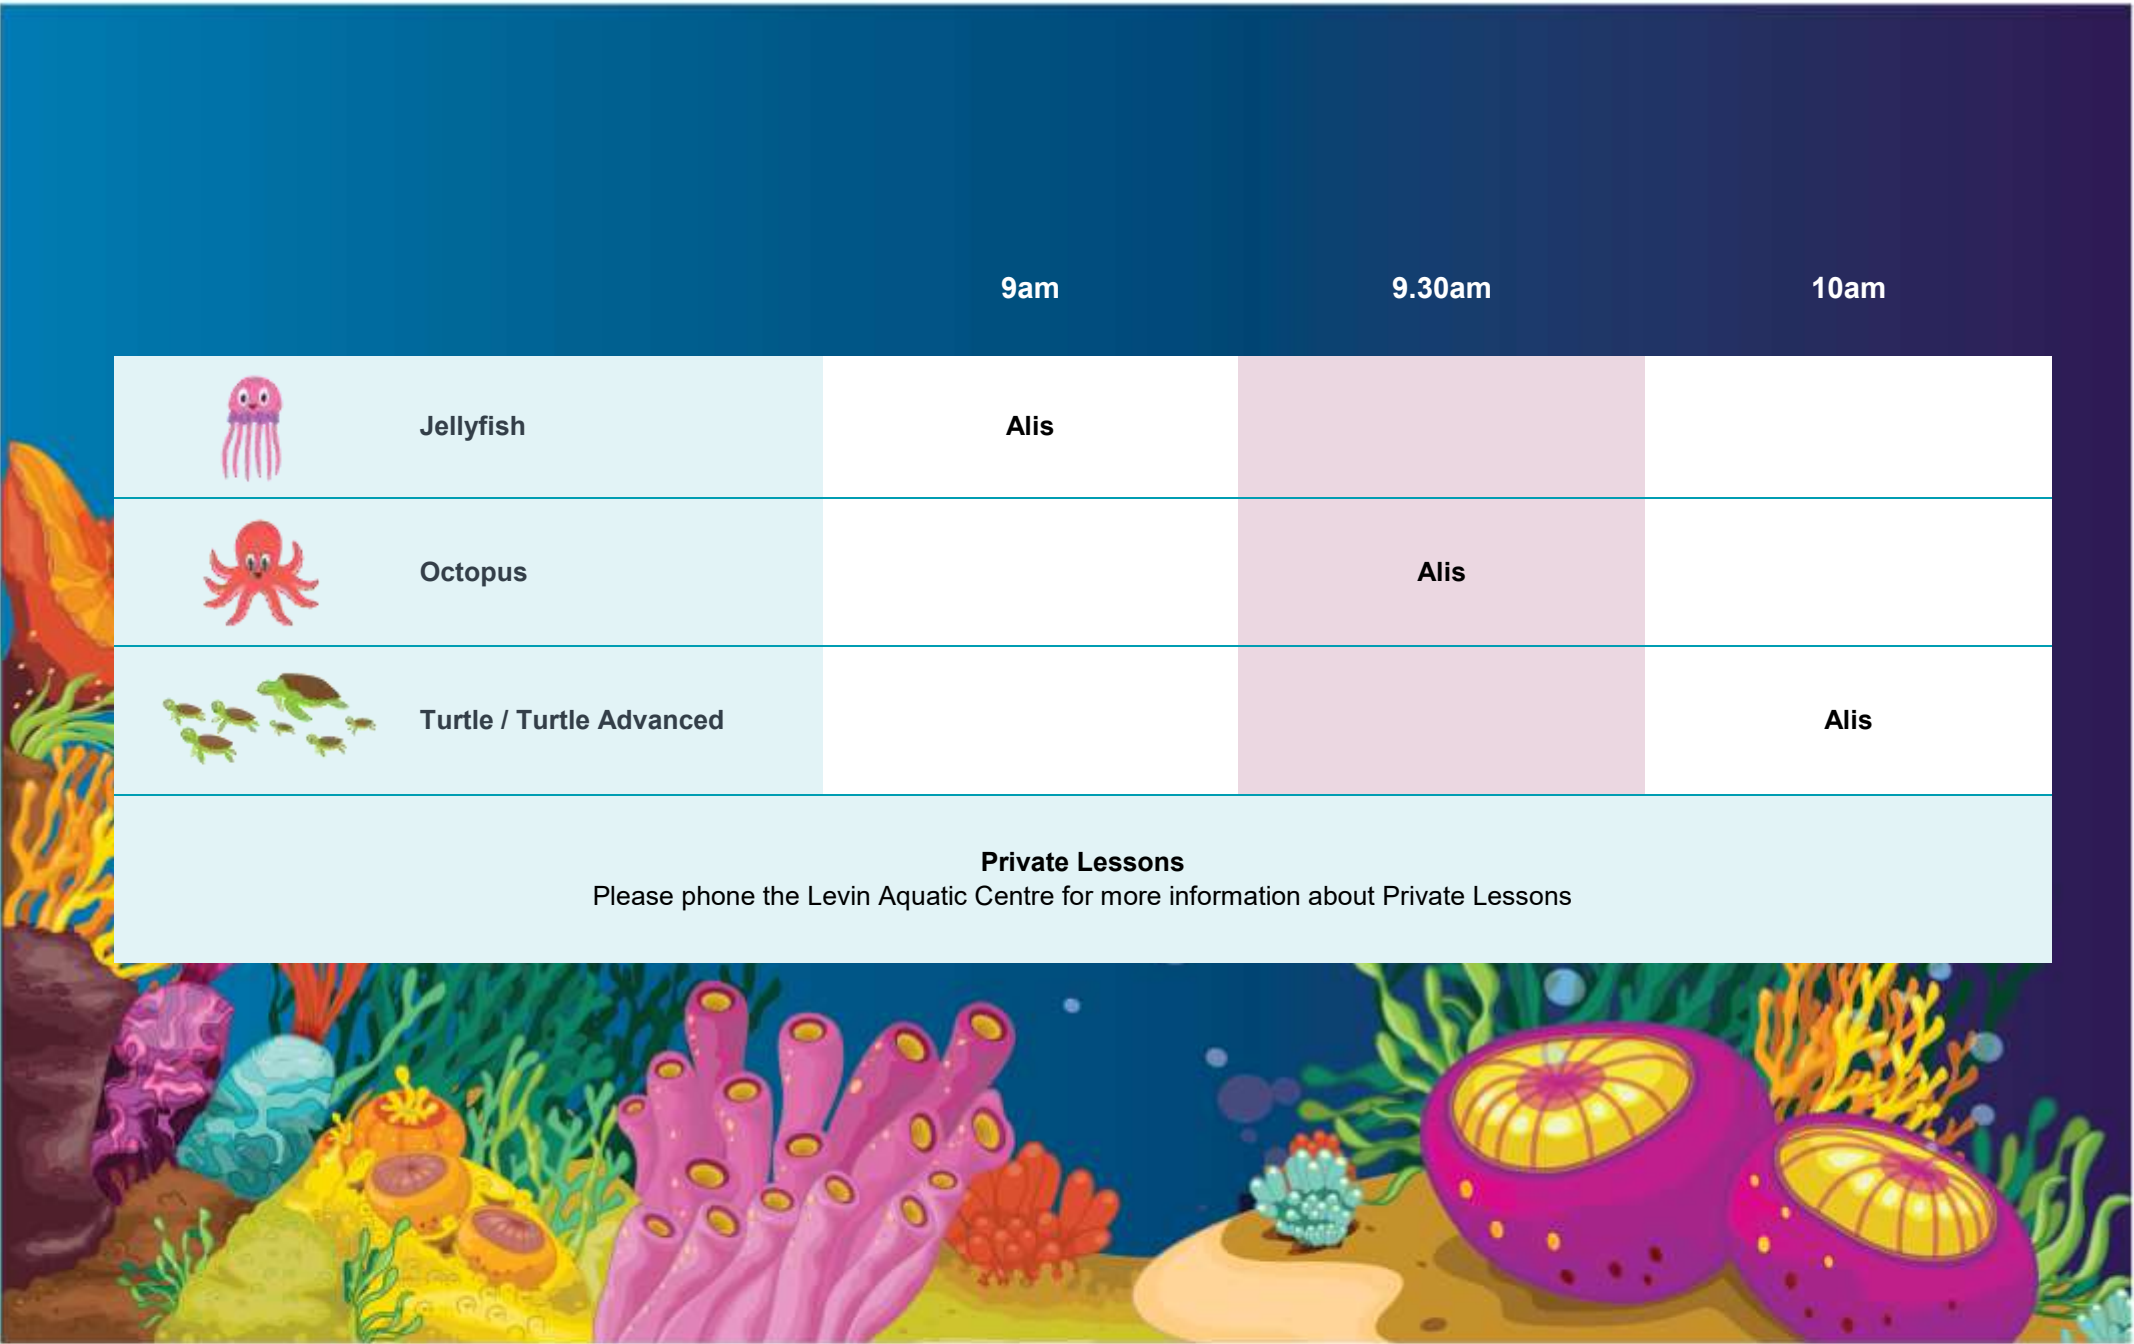 9am 9.30am 10am
Jellyfish Alis
Octopus Alis
Turtle / Turtle Advanced Alis
Private Lessons
Please phone the Levin Aquatic Centre for more information about Private Lessons